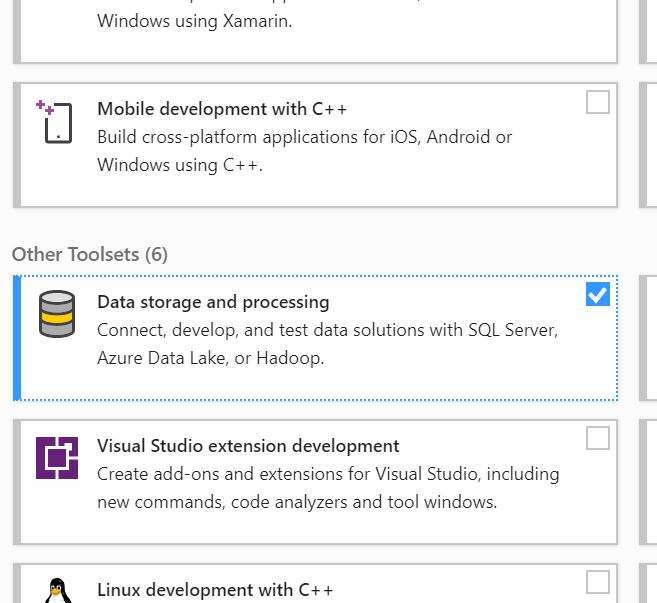 Windows using Xamarin.
Mobile development with C++
Build cross-platform applications for iOS, Android or
Windows using C++.
Other Toolsets (6)
Data storage and processing
Connect, develop, and test data solutions with SQL Server,
Azure Data Lake, or Hadoop.
Visual Studio extension development
Create add-ons and extensions for Visual Studio, including
new commands, code analyzers and tool windows.
Linux development with C++